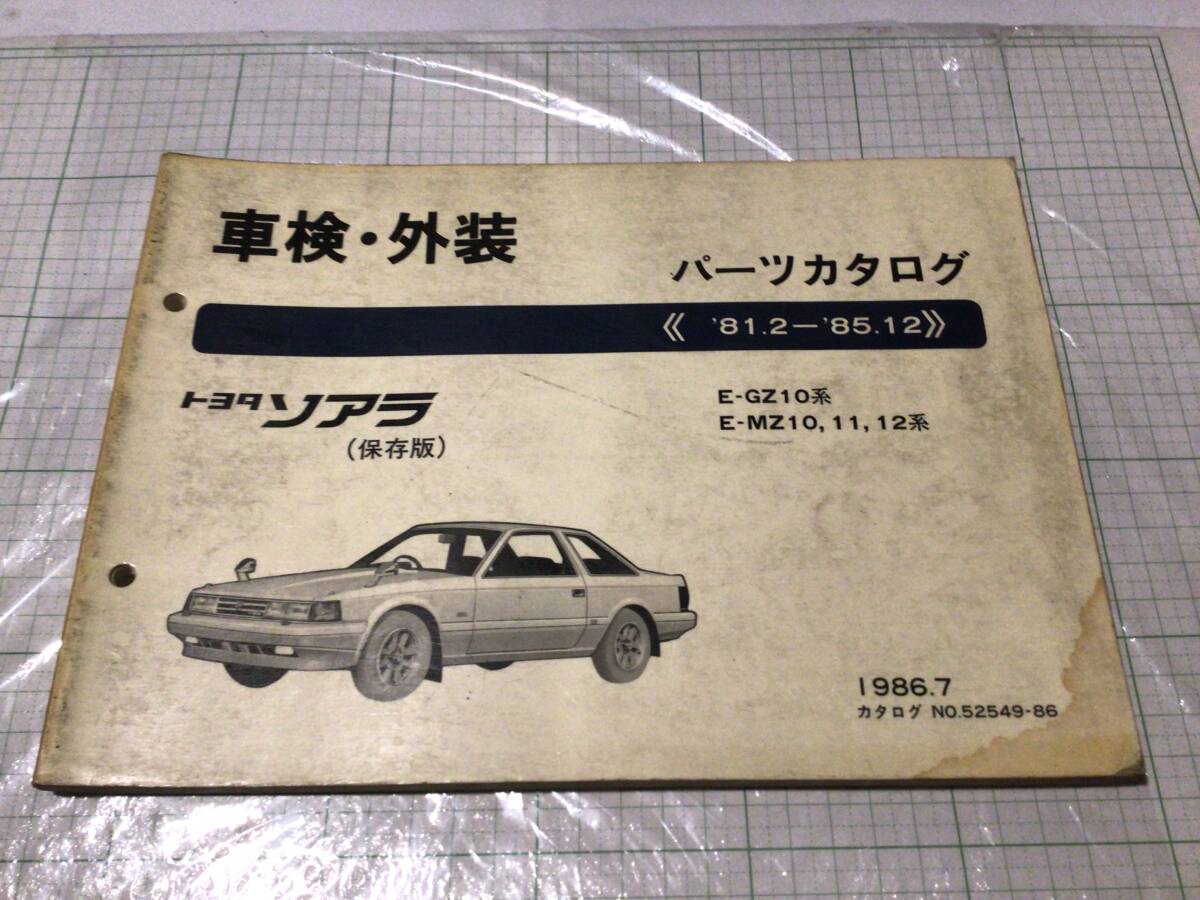 車検・外装
パーツカタログ
《 '81.2－'85.12》
トヨタ ソアラ
(保存版)
E-GZ10系
E-MZ10, 11, 12系
1986.7
カタログ NO.52549-86